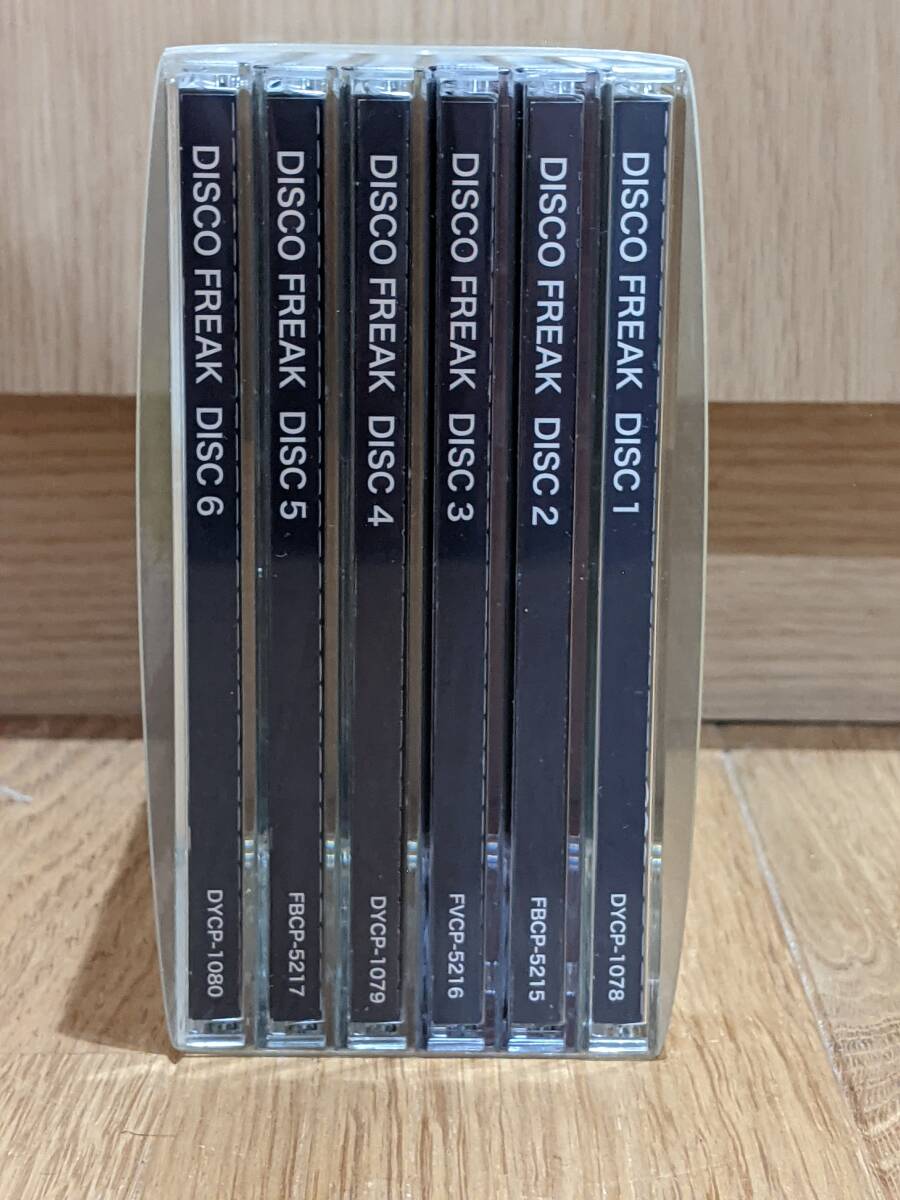 DISCO FREAK DISC 6
DYCP-1080
DISCO FREAK DISC 5
FBCP-5217
DISCO FREAK DISC 4
DYCP-1079
DISCO FREAK DISC 3
FVCP-5216
DISCO FREAK DISC 2
FBCP-5215
DISCO FREAK DISC 1
DYCP-1078